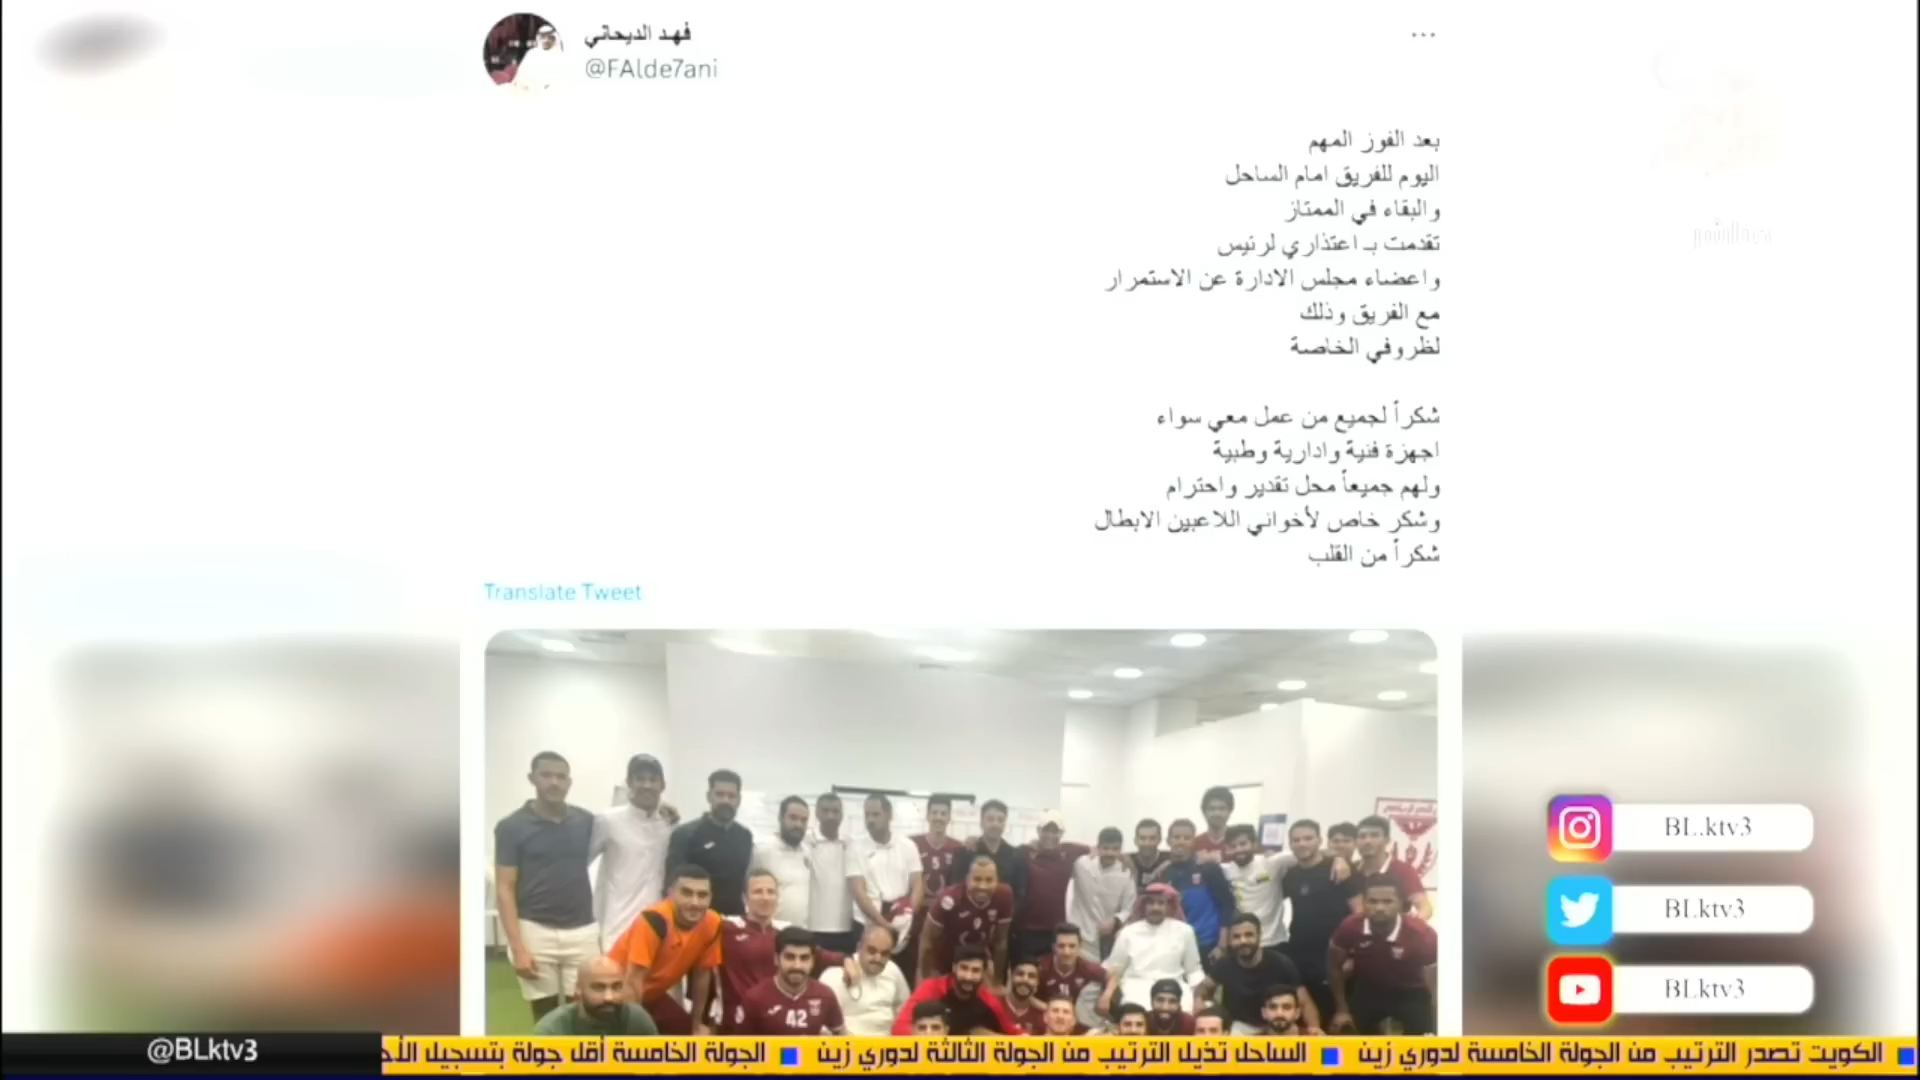 فهد الديحاني
@FAlde7ani
بعد الفوز المهم
اليوم للفريق امام الساحل
والبقاء في الممتاز
تقدمت بـ اعتذاري لرئيس
واعضاء مجلس الادارة عن الاستمرار
مع الفريق وذلك
لظروفي الخاصة
شكراً لجميع من عمل معي سواء
اجهزة فنية وادارية وطبية
ولهم جميعاً محل تقدير واحترام
وشكر خاص لأخواني اللاعبين الابطال
شكراً من القلب
Translate Tweet
42
BL.ktv3
BLktv3
BLktv3
@BLktv3
الكويت تصدر الترتيب من الجولة الخامسة لدوري زين ■ الساحل تذيل الترتيب من الجولة الثالثة لدوري زين ■ الجولة الخامسة أقل جولة بتسجيل